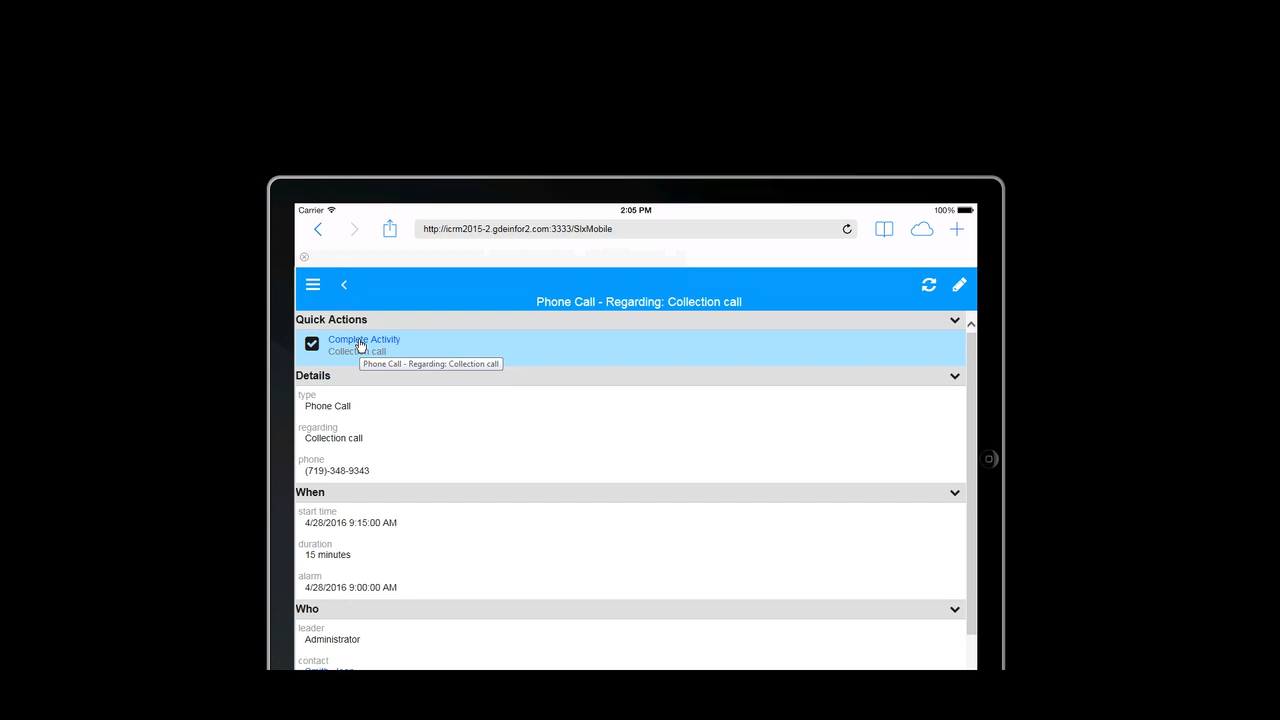 Carrier
2:05 PM
100%
http://icrm2015-2.gdeinfor2.com:3333/SlxMobile
Phone Call - Regarding: Collection call
Quick Actions
Complete Activity
Collection call
Phone Call - Regarding: Collection call
Details
type
Phone Call
regarding
Collection call
phone
(719)-348-9343
When
start time
4/28/2016 9:15:00 AM
duration
15 minutes
alarm
4/28/2016 9:00:00 AM
Who
leader
Administrator
contact